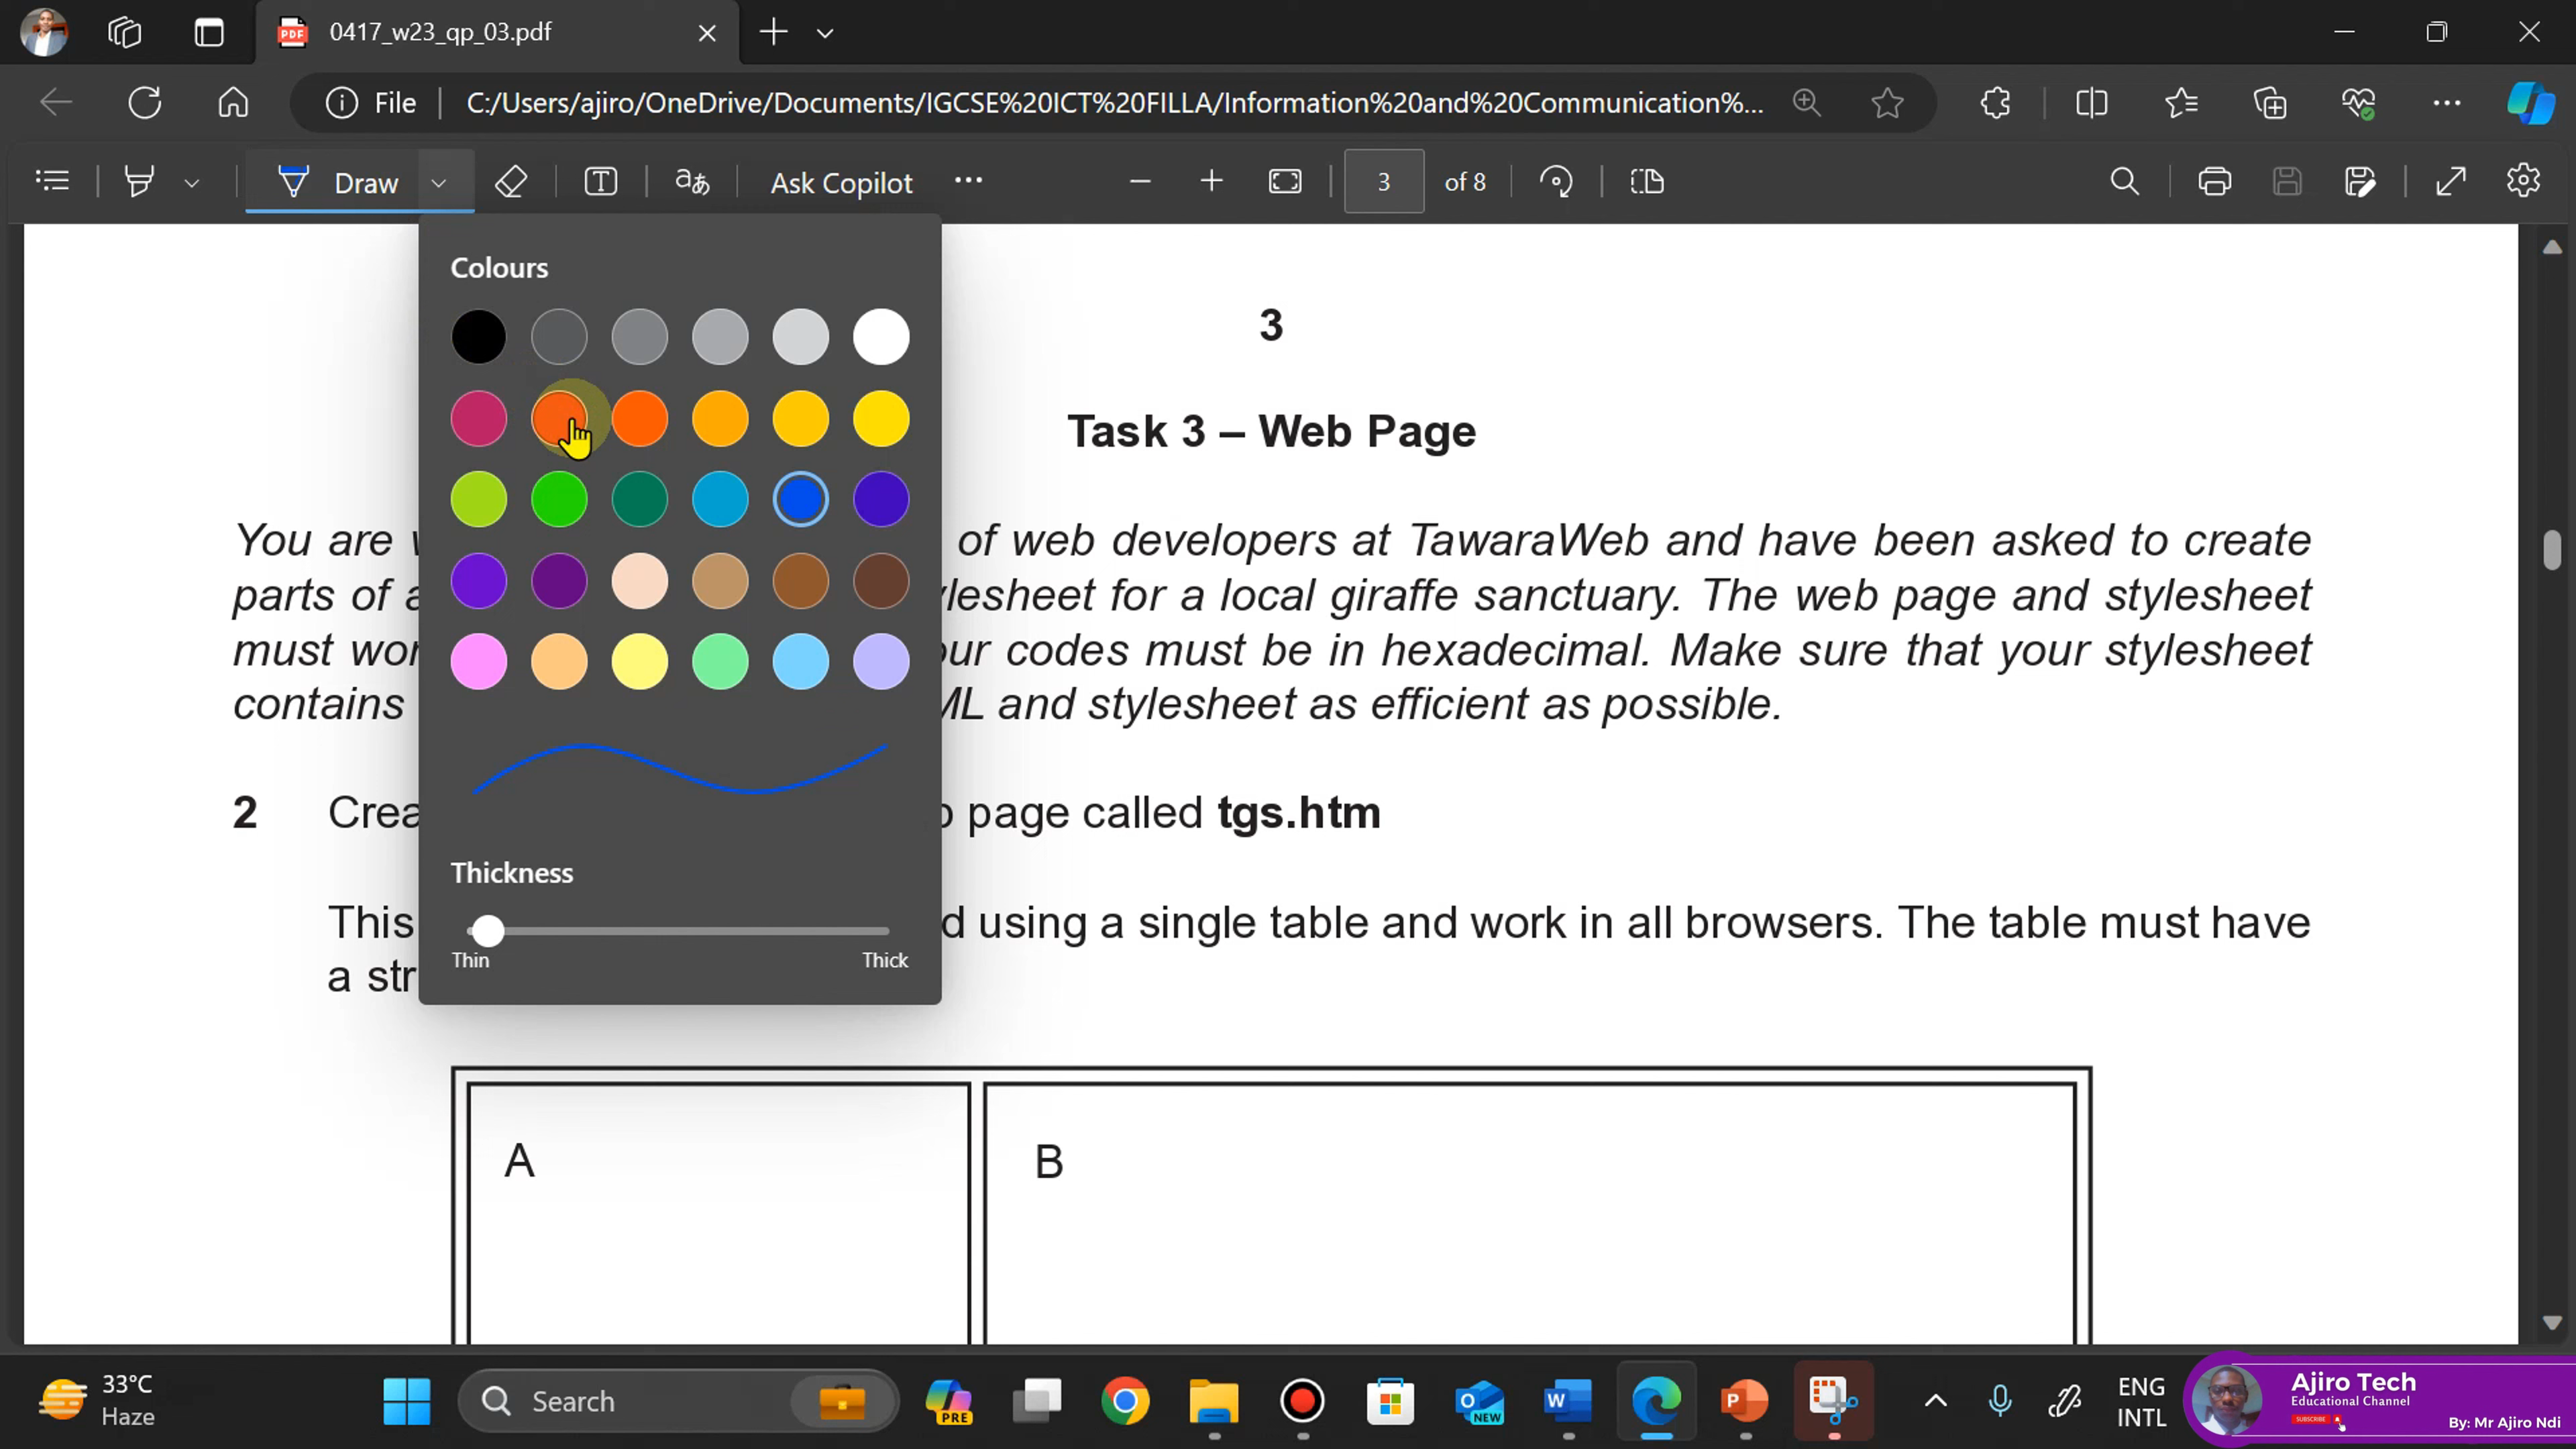 0417_w23_qp_03.pdf
File C:/Users/ajiro/OneDrive/Documents/IGCSE%20ICT%20FILLA/Information%20and%20Communication%...
Draw Ask Copilot 3 of 8
Colours
3
Task 3 – Web Page
You are of web developers at TawaraWeb and have been asked to create
parts of lesheet for a local giraffe sanctuary. The web page and stylesheet
must wor our codes must be in hexadecimal. Make sure that your stylesheet
contains ML and stylesheet as efficient as possible.
2 Crea page called tgs.htm
Thickness
This d using a single table and work in all browsers. The table must have
Thin Thick
a str
A B
33°C
Haze
Search
PRE
NEW
ENG
INTL
Ajiro Tech
Educational Channel
SUBSCRIBE
By: Mr Ajiro Ndi